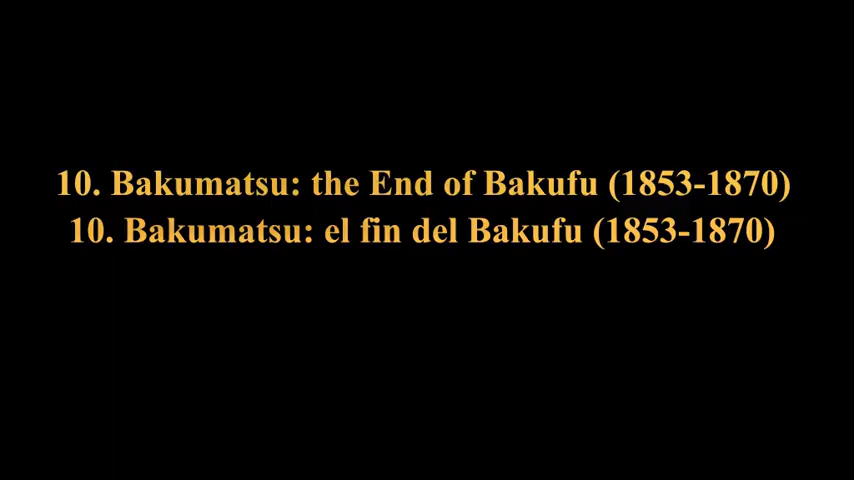 10. Bakumatsu: the End of Bakufu (1853-1870)
10. Bakumatsu: el fin del Bakufu (1853-1870)